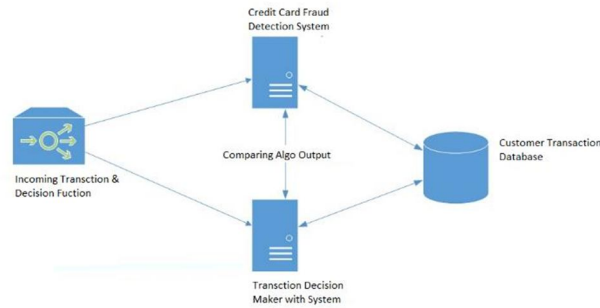 Credit Card Fraud
Detection System
Comparing Algo Output
Customer Transaction
Database
Incoming Transction &
Decision Fuction
Transction Decision
Maker with System